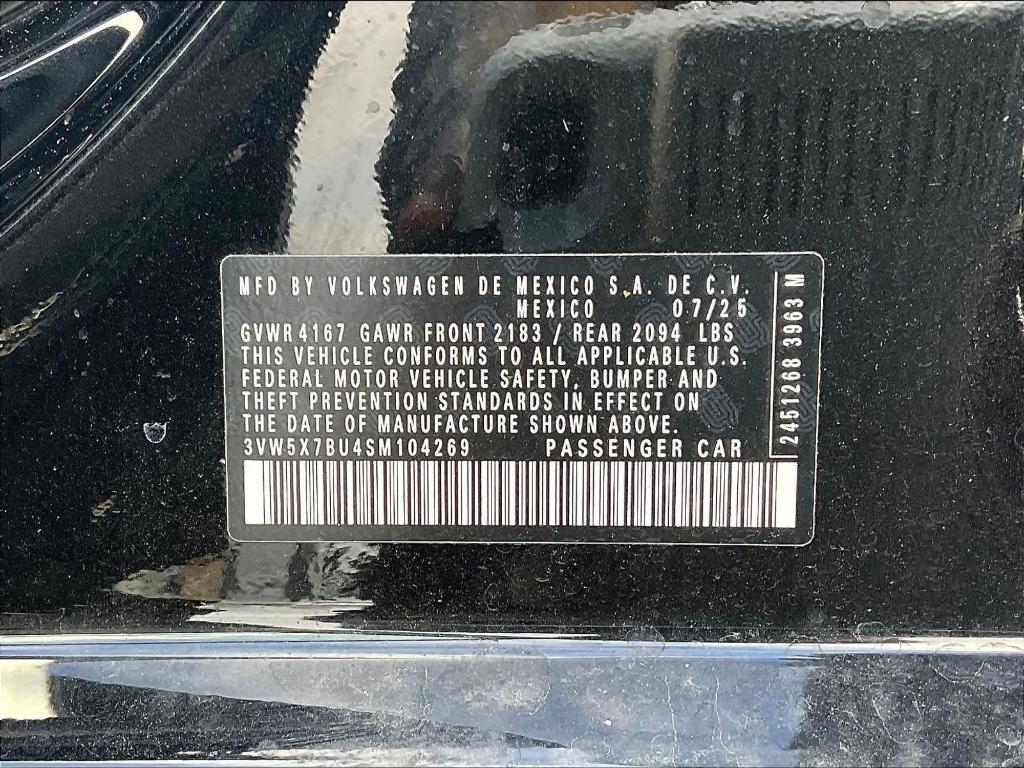 MFD BY VOLKSWAGEN DE MEXICO S.A. DE C.V.
MEXICO 07/25
GVWR 4167 GAWR FRONT 2183 / REAR 2094 LBS
THIS VEHICLE CONFORMS TO ALL APPLICABLE U.S.
FEDERAL MOTOR VEHICLE SAFETY, BUMPER AND
THEFT PREVENTION STANDARDS IN EFFECT ON
THE DATE OF MANUFACTURE SHOWN ABOVE.
3VW5X7BU4SM104269 PASSENGER CAR
2451268 3963 M